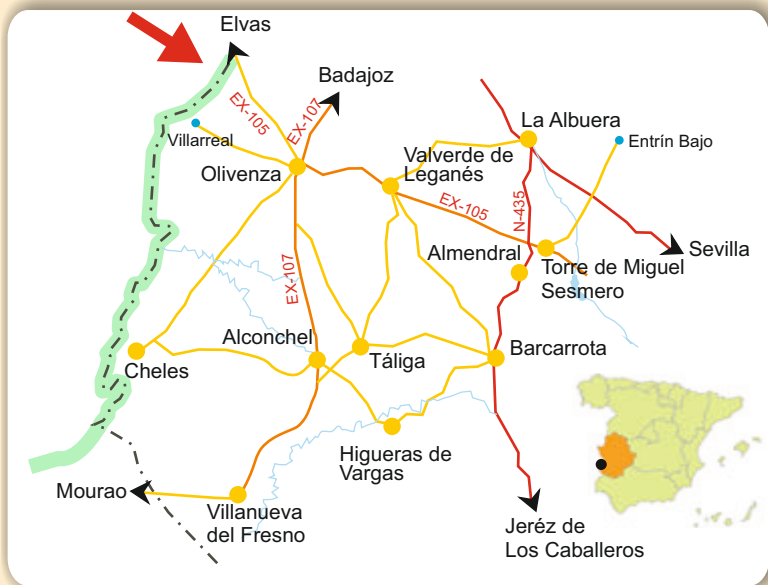 Elvas
Badajoz
EX-105
EX-107
La Albuera
Villarreal
Entrín Bajo
Olivenza
Valverde de
Leganés
EX-105
N-435
Almendral
Sevilla
Torre de Miguel
Sesmero
EX-107
Alconchel
Táliga
Barcarrota
Cheles
Higueras de
Vargas
Mourao
Villanueva
del Fresno
Jeréz de
Los Caballeros